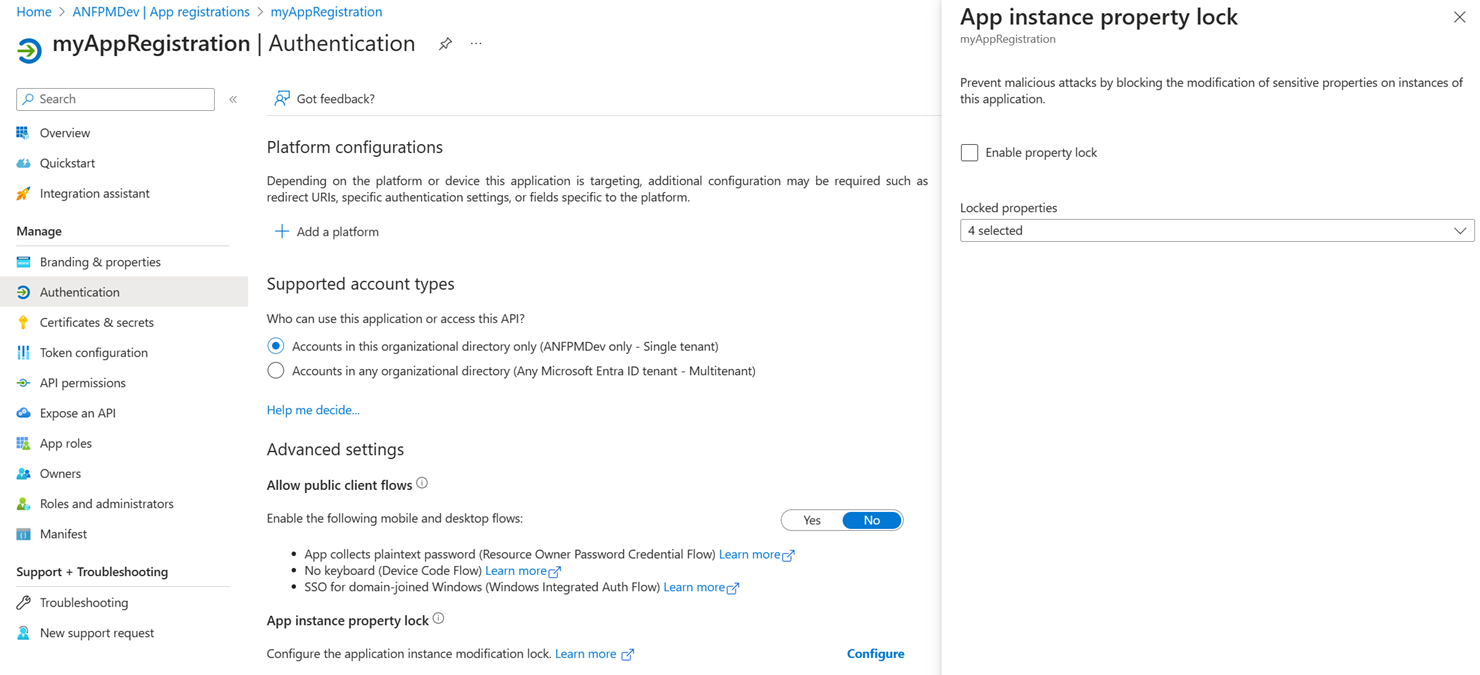 Home > ANFPMDev | App registrations > myAppRegistration
myAppRegistration | Authentication
Search
Overview
Quickstart
Integration assistant
Manage
Branding & properties
Authentication
Certificates & secrets
Token configuration
API permissions
Expose an API
App roles
Owners
Roles and administrators
Manifest
Support + Troubleshooting
Troubleshooting
New support request
Got feedback?
Platform configurations
Depending on the platform or device this application is targeting, additional configuration may be required such as
redirect URIs, specific authentication settings, or fields specific to the platform.
Add a platform
Supported account types
Who can use this application or access this API?
Accounts in this organizational directory only (ANFPMDev only - Single tenant)
Accounts in any organizational directory (Any Microsoft Entra ID tenant - Multitenant)
Help me decide...
Advanced settings
Allow public client flows
Enable the following mobile and desktop flows:
Yes No
• App collects plaintext password (Resource Owner Password Credential Flow) Learn more
• No keyboard (Device Code Flow) Learn more
• SSO for domain-joined Windows (Windows Integrated Auth Flow) Learn more
App instance property lock
Configure the application instance modification lock. Learn more
Configure
App instance property lock
myAppRegistration
Prevent malicious attacks by blocking the modification of sensitive properties on instances of
this application.
Enable property lock
Locked properties
4 selected